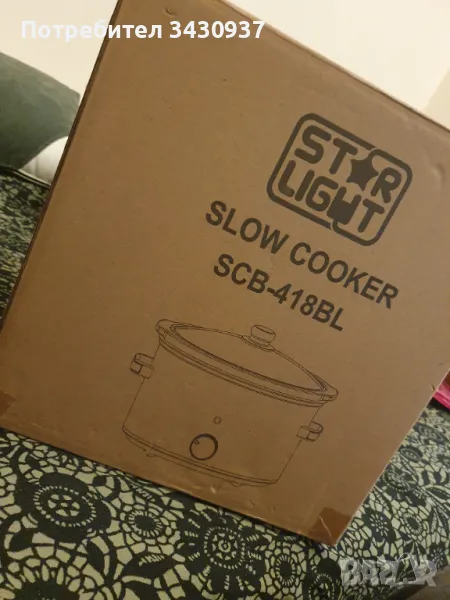 Потребител 3430937
STAR
LIGHT
SLOW COOKER
SCB-418BL